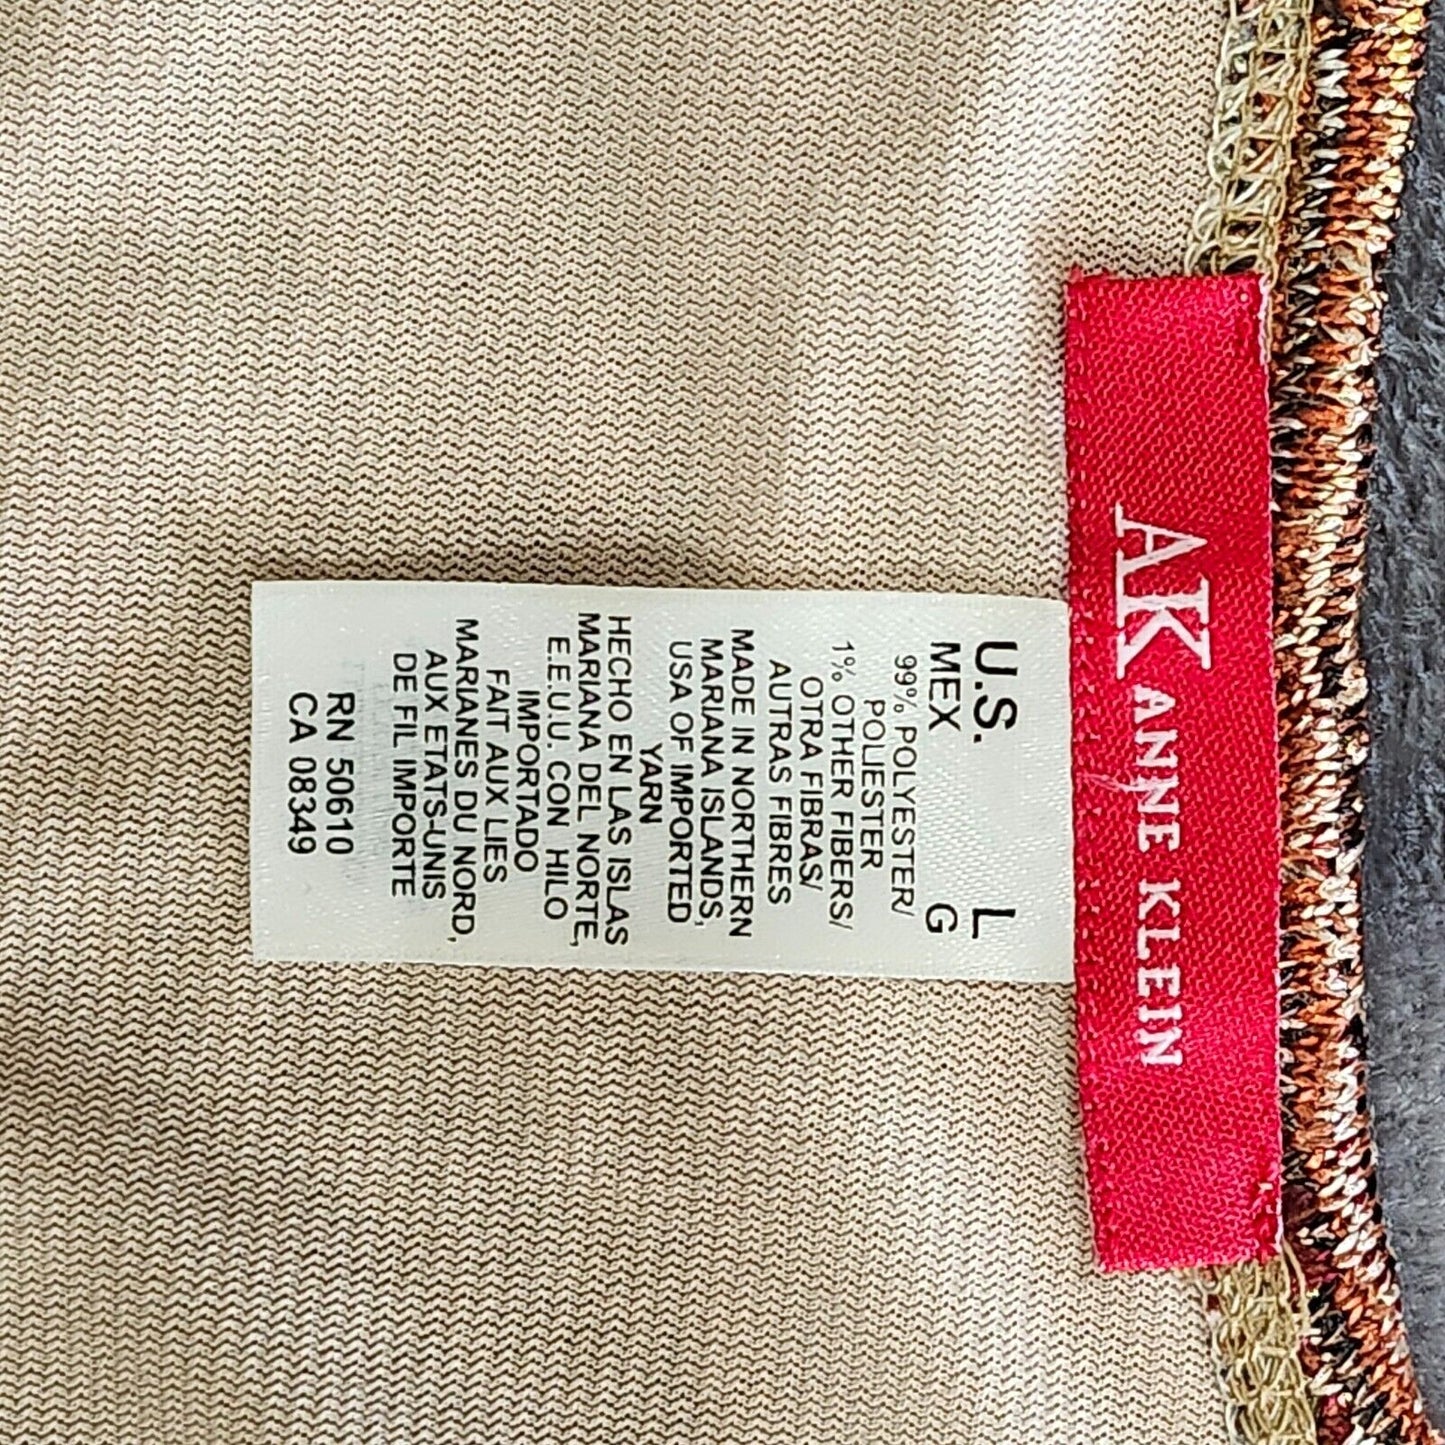 AK ANNE KLEIN
U.S. L
MEX G
99% POLYESTER/
POLIESTER
1% OTHER FIBERS/
OTRA FIBRAS/
AUTRAS FIBRES
MADE IN NORTHERN
MARIANA ISLANDS,
USA OF IMPORTED
YARN
HECHO EN LAS ISLAS
MARIANA DEL NORTE,
E.E.U.U. CON HILO
IMPORTADO
FAIT AUX LIES
MARIANES DU NORD,
AUX ETATS-UNIS
DE FIL IMPORTE
RN 50610
CA 08349